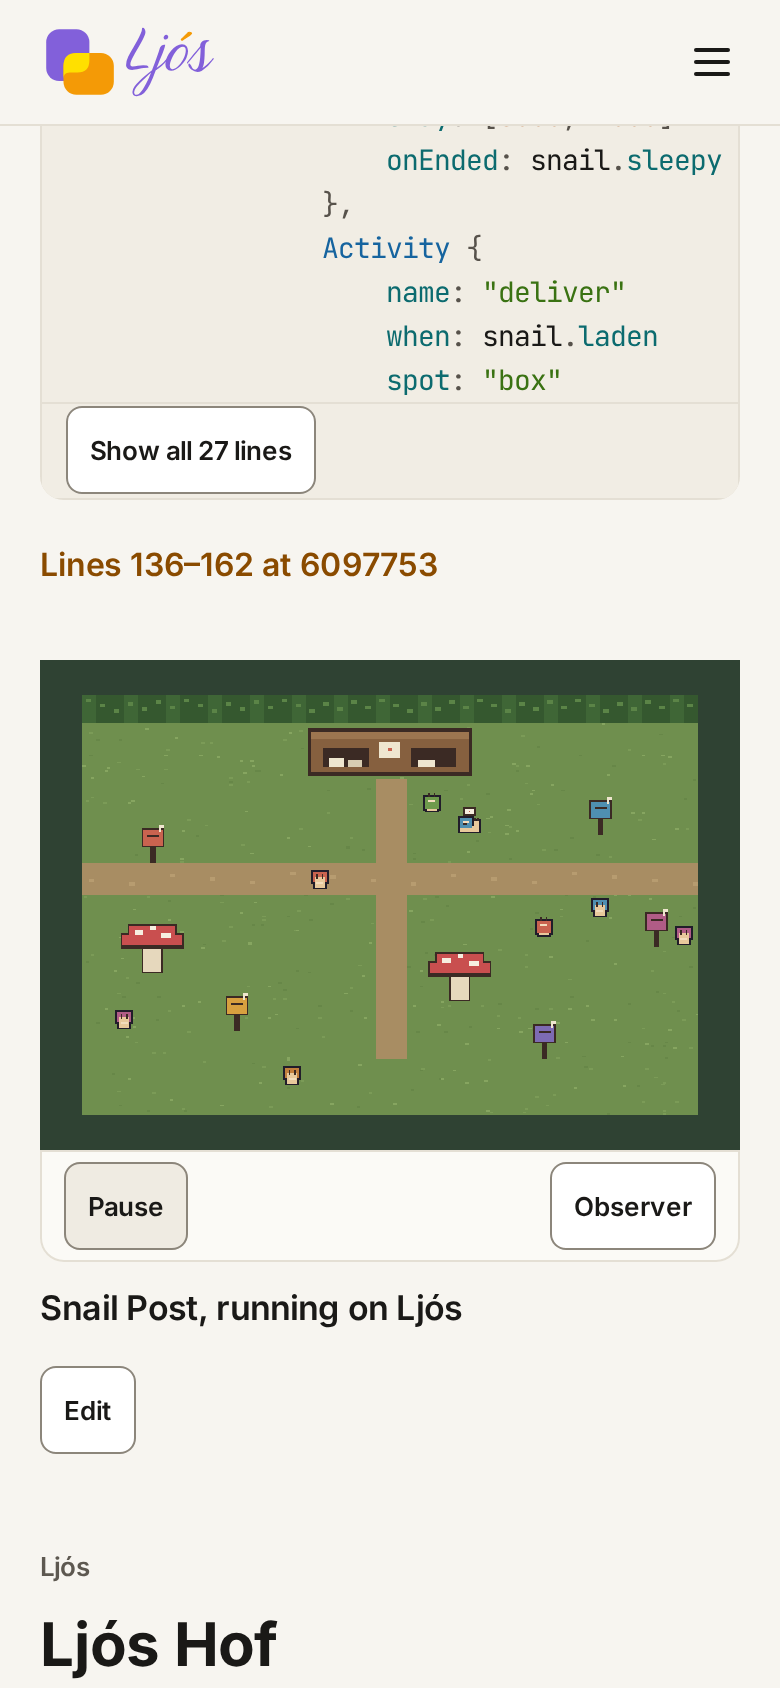 Ljós
onEnded: snail.sleepy
},
Activity {
name: "deliver"
when: snail.laden
spot: "box"
Show all 27 lines
Lines 136–162 at 6097753
Pause
Observer
Snail Post, running on Ljós
Edit
Ljós
Ljós Hof